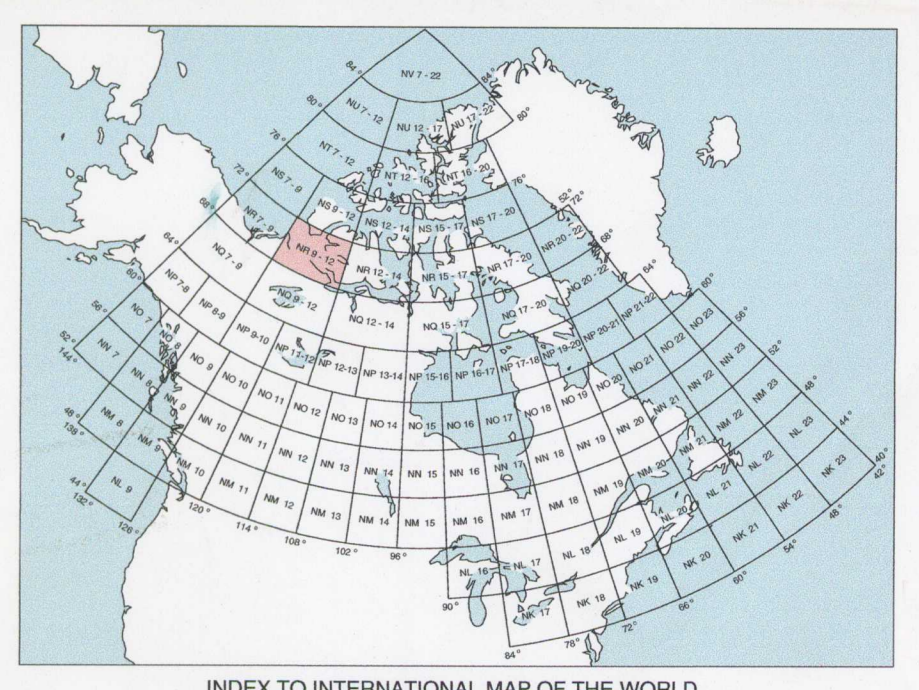 84° NV 7 - 22 84°
80° NU 7 - 12 NU 12 - 17 NU 17 - 22 80°
76° NT 7 - 12 NT 12 - 16 NT 16 - 20 76°
72° NS 7 - 9 NS 9 - 12 NS 12 - 14 NS 15 - 17 NS 17 - 20 52° 72°
68° NR 7 - 9 NR 9 - 12 NR 12 - 14 NR 15 - 17 NR 17 - 20 NR 20 - 22 68°
64° NQ 7 - 9 NQ 9 - 12 NQ 12 - 14 NQ 15 - 17 NQ 17 - 20 NQ 20 - 22 64°
60° NP 7-8 NP 8-9 NP 9-10 NP 11-12 NP 12-13 NP 13-14 NP 15-16 NP 16-17 NP 17-18 NP 19-20 NP 20-21 NP 21-22 60°
56° NO 7 NO 8 NO 9 NO 10 NO 11 NO 12 NO 13 NO 14 NO 15 NO 16 NO 17 NO 18 NO 19 NO 20 NO 21 NO 22 NO 23 56°
52° 144° NN 7 NN 8 NN 9 NN 10 NN 11 NN 12 NN 13 NN 14 NN 15 NN 16 NN 17 NN 18 NN 19 NN 20 NN 21 NN 22 NN 23 52°
48° 138° NM 8 NM 9 NM 10 NM 11 NM 12 NM 13 NM 14 NM 15 NM 16 NM 17 NM 18 NM 19 NM 20 NM 21 NM 22 NM 23 48°
44° 132° NL 9 NL 16 NL 17 NL 18 NL 19 NL 20 NL 21 NL 22 NL 23 44°
126° 120° 114° 108° 102° 96° 90°
NK 17 NK 18 NK 19 NK 20 NK 21 NK 22 NK 23 40° 42°
84° 78° 72° 66° 60° 54° 48°
INDEX TO INTERNATIONAL MAP OF THE WORLD